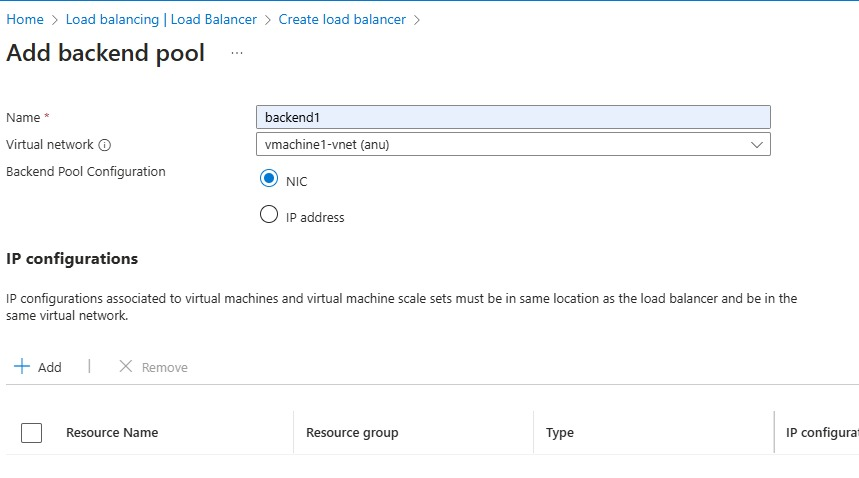 Home > Load balancing | Load Balancer > Create load balancer >
Add backend pool ...
Name *
backend1
Virtual network
vmachine1-vnet (anu)
Backend Pool Configuration
NIC
IP address
IP configurations
IP configurations associated to virtual machines and virtual machine scale sets must be in same location as the load balancer and be in the
same virtual network.
+ Add | × Remove
Resource Name
Resource group
Type
IP configurat